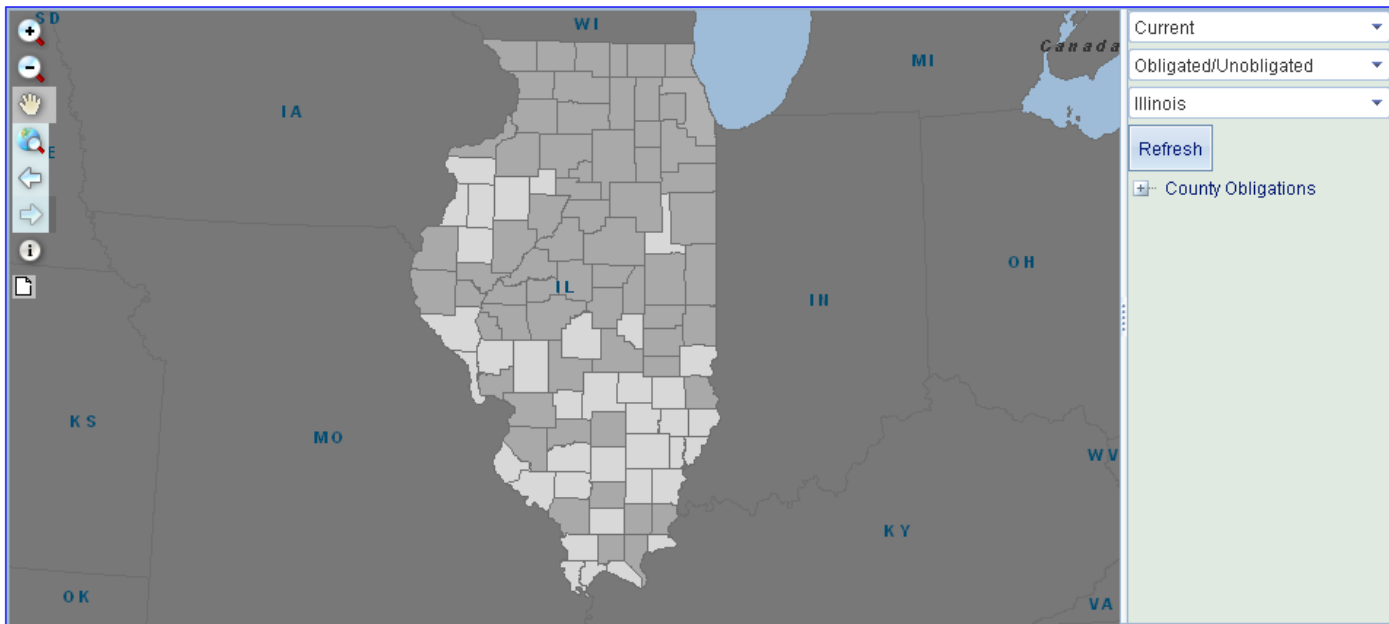 SD
WI
Canada
MI
IA
E
IL
IN
OH
KS
MO
WV
KY
OK
VA
Current
Obligated/Unobligated
Illinois
Refresh
County Obligations